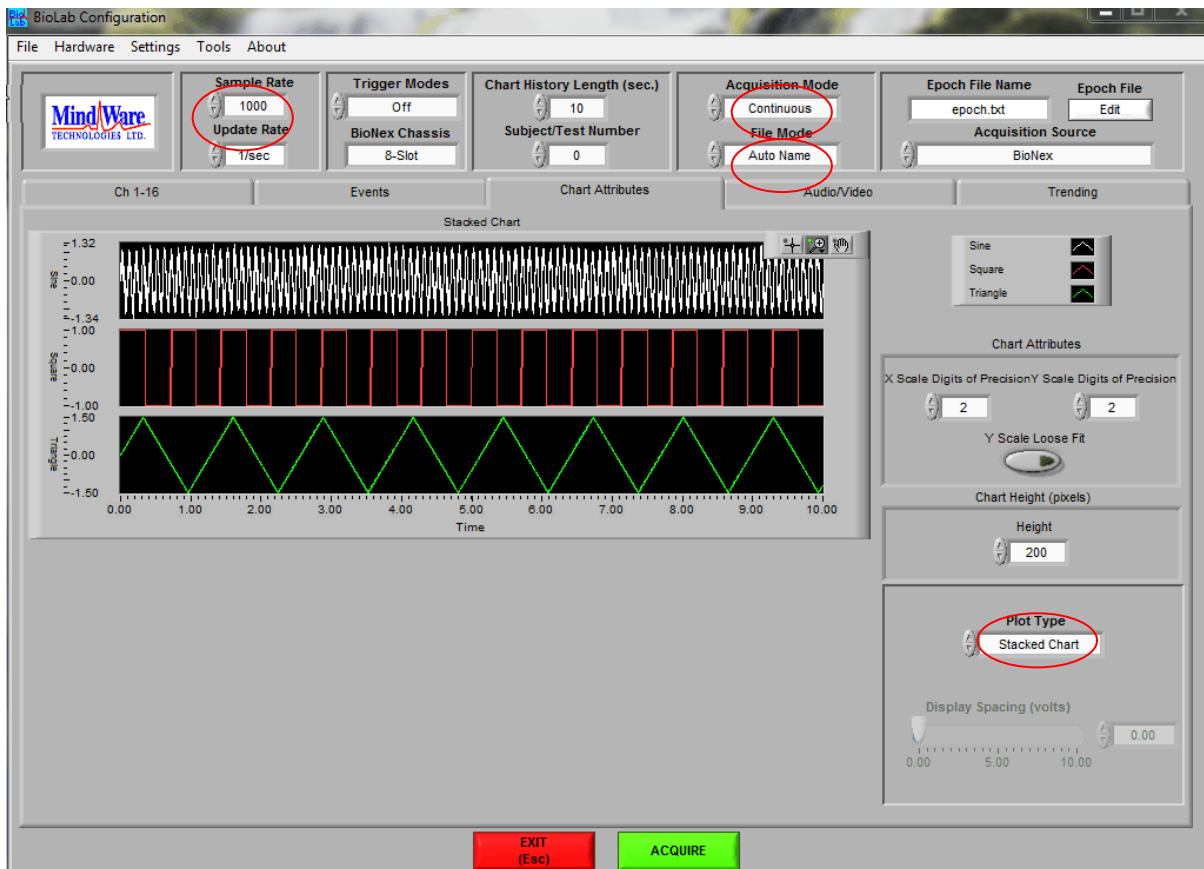 BioLab Configuration
File Hardware Settings Tools About
MindWare
TECHNOLOGIES LTD.
Sample Rate
1000
Update Rate
1/sec
Trigger Modes
Off
BioNex Chassis
8-Slot
Chart History Length (sec.)
10
Subject/Test Number
0
Acquisition Mode
Continuous
File Mode
Auto Name
Epoch File Name
epoch.txt
Epoch File
Edit
Acquisition Source
BioNex
Ch 1-16
Events
Chart Attributes
Audio/Video
Trending
Stacked Chart
Sine
1.32
0.00
-1.34
Square
1.00
0.00
-1.00
Triangle
1.50
0.00
-1.50
0.00 1.00 2.00 3.00 4.00 5.00 6.00 7.00 8.00 9.00 10.00
Time
Sine
Square
Triangle
Chart Attributes
X Scale Digits of Precision
2
Y Scale Digits of Precision
2
Y Scale Loose Fit
Chart Height (pixels)
Height
200
Plot Type
Stacked Chart
Display Spacing (volts)
0.00
0.00 5.00 10.00
EXIT
(Esc)
ACQUIRE